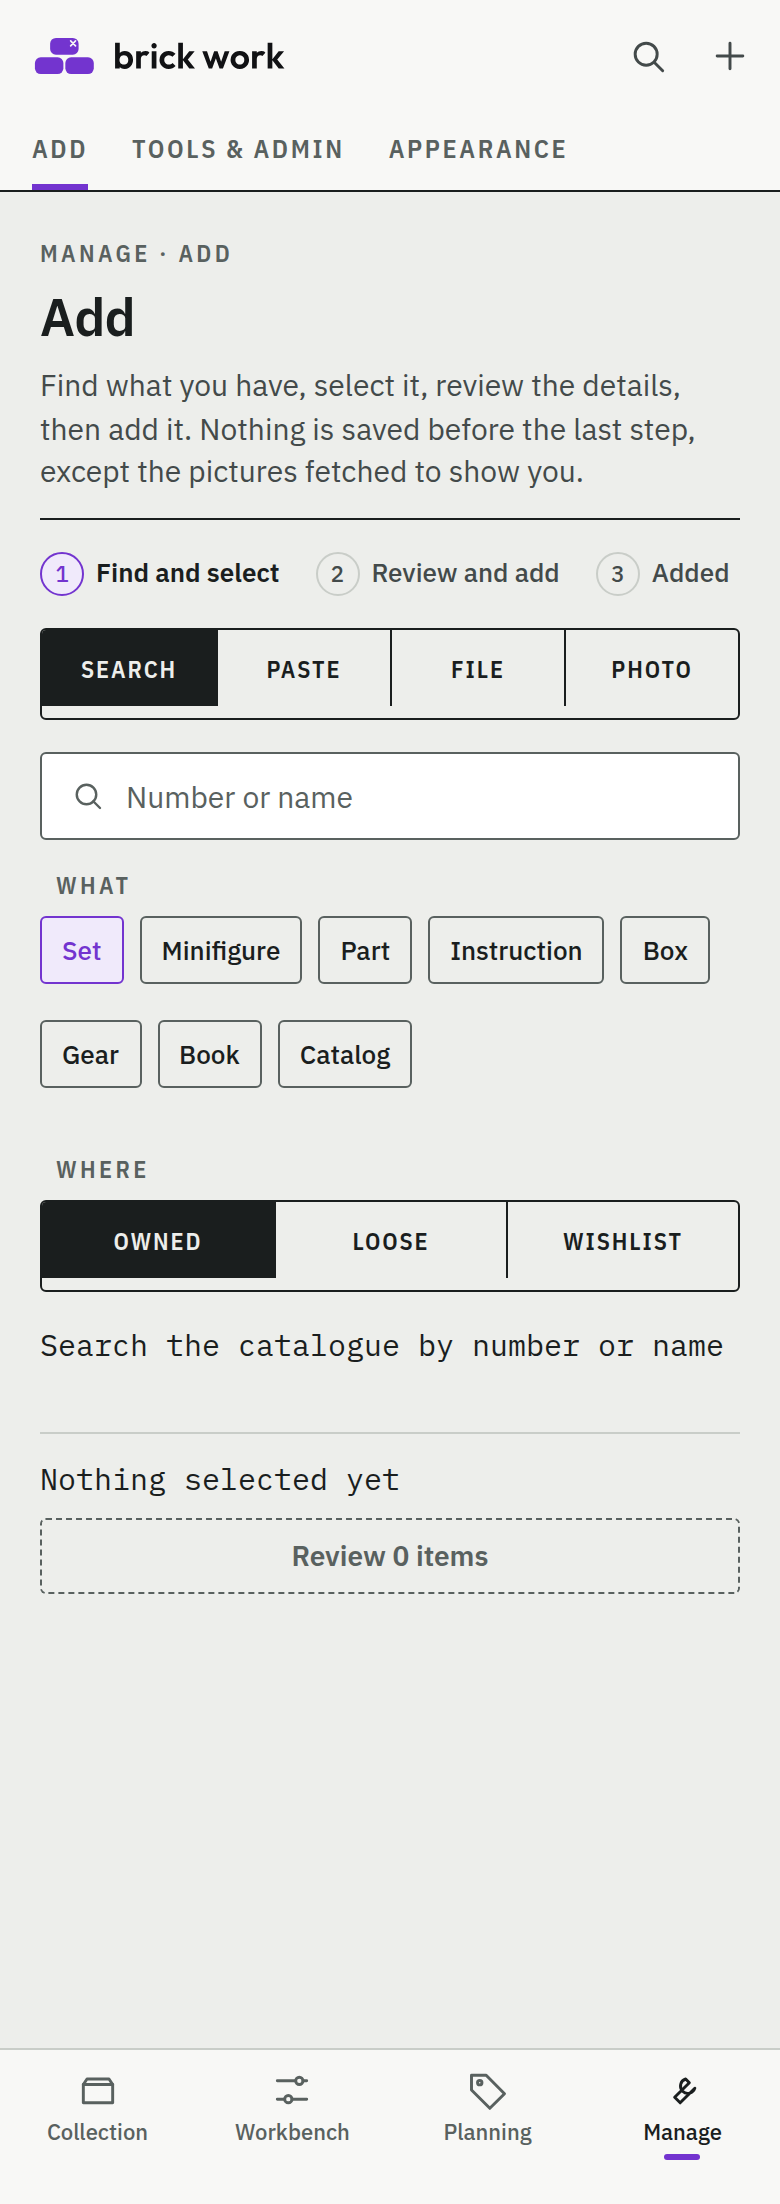 brick work
ADD TOOLS & ADMIN APPEARANCE
MANAGE · ADD
Add
Find what you have, select it, review the details,
then add it. Nothing is saved before the last step,
except the pictures fetched to show you.
1 Find and select 2 Review and add 3 Added
SEARCH PASTE FILE PHOTO
Number or name
WHAT
Set Minifigure Part Instruction Box
Gear Book Catalog
WHERE
OWNED LOOSE WISHLIST
Search the catalogue by number or name
Nothing selected yet
Review 0 items
Collection Workbench Planning Manage